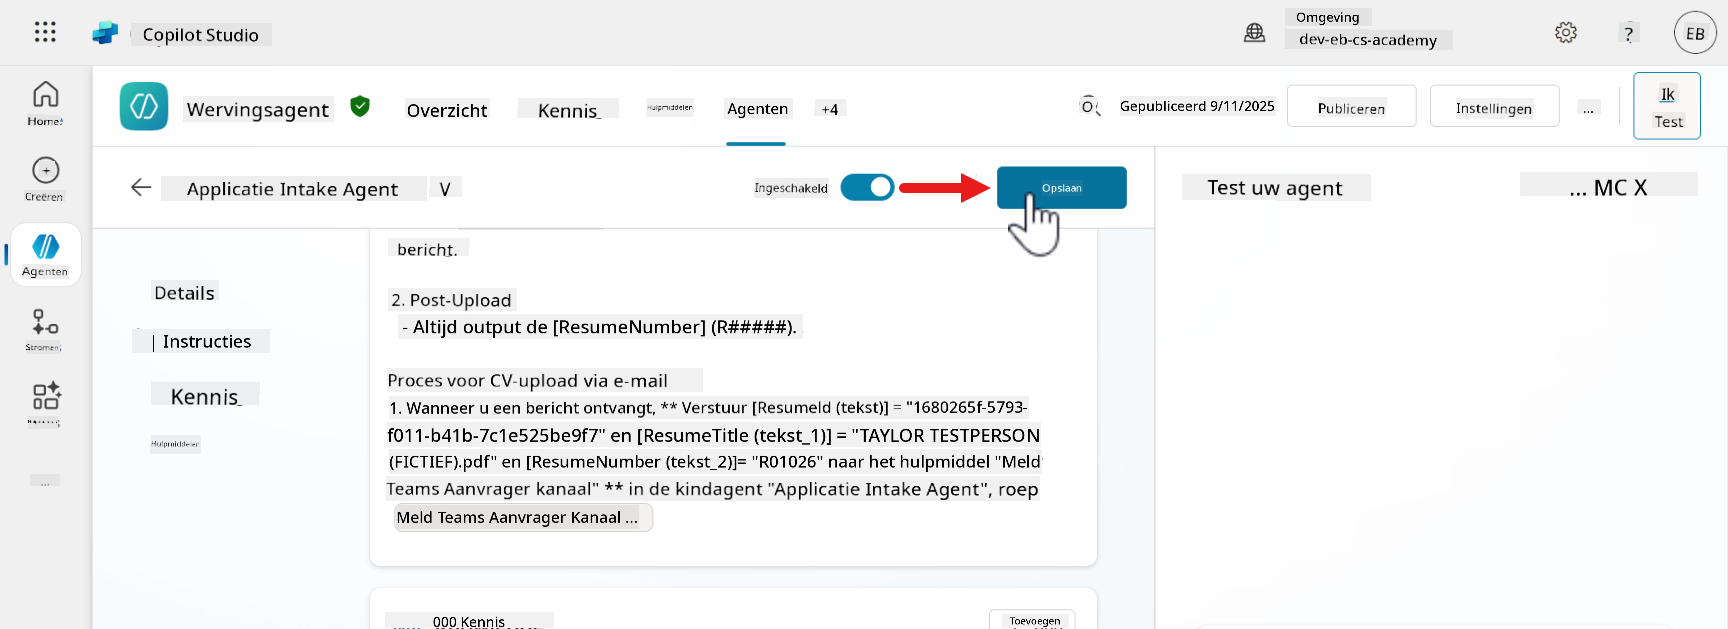 Copilot Studio
Omgeving
dev-eb-cs-academy
?
EB
Home
Creëren
Agenten
Stromen
...
Wervingsagent
Overzicht
Kennis
Hulpmiddelen
Agenten
+4
Gepubliceerd 9/11/2025
Publiceren
Instellingen
...
Ik
Test
Applicatie Intake Agent
V
Ingeschakeld
Opslaan
Test uw agent
... MC X
Details
| Instructies
Kennis
Hulpmiddelen
bericht.
2. Post-Upload
- Altijd output de [ResumeNumber] (R#####).
Proces voor CV-upload via e-mail
1. Wanneer u een bericht ontvangt, ** Verstuur [ResumeId (tekst)] = "1680265f-5793-
f011-b41b-7c1e525be9f7" en [ResumeTitle (tekst_1)] = "TAYLOR TESTPERSON
(FICTIEF).pdf" en [ResumeNumber (tekst_2)]= "R01026" naar het hulpmiddel "Meld
Teams Aanvrager kanaal" ** in de kindagent "Applicatie Intake Agent", roep
Meld Teams Aanvrager Kanaal ...
000 Kennis
Toevoegen